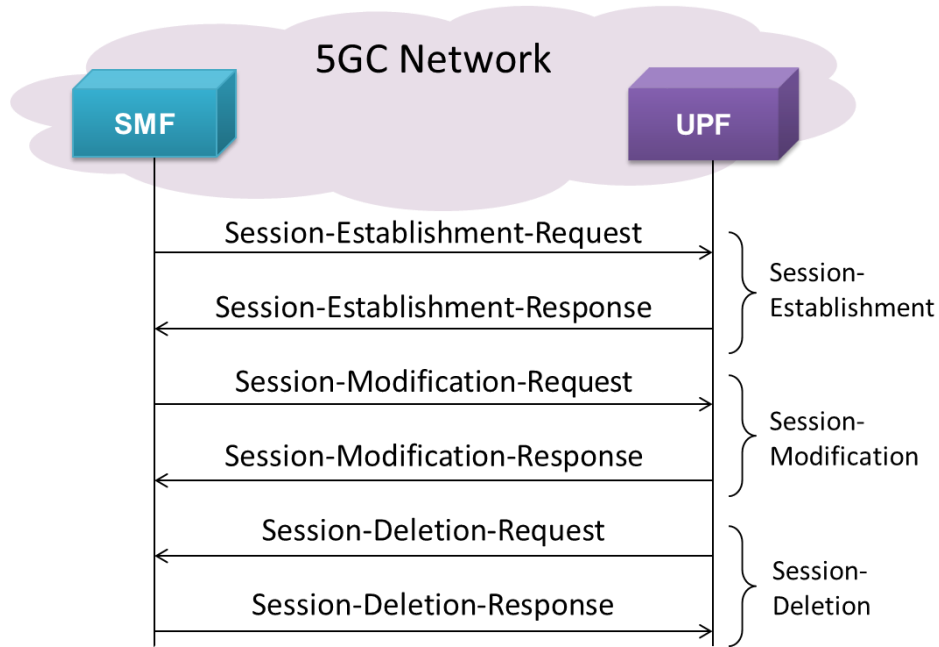 5GC Network
SMF
UPF
Session-Establishment-Request
Session-Establishment-Response
Session-
Establishment
Session-Modification-Request
Session-Modification-Response
Session-
Modification
Session-Deletion-Request
Session-Deletion-Response
Session-
Deletion